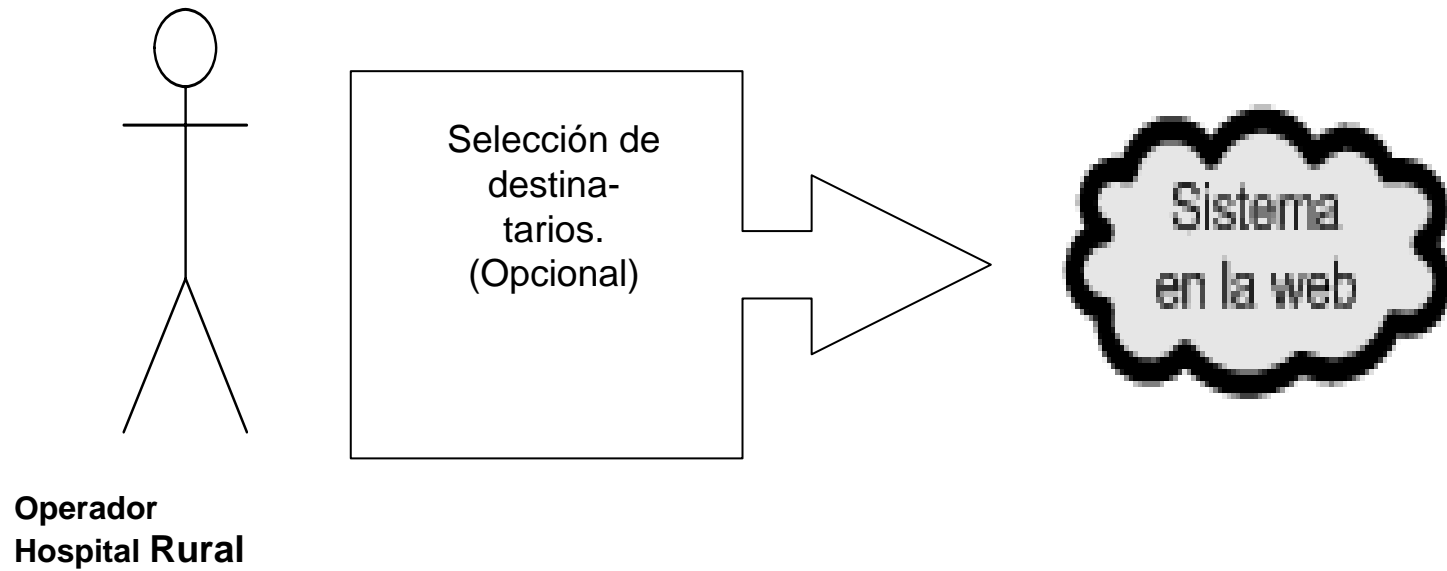 Selección de
destina-
tarios.
(Opcional)
Sistema
en la web
Operador
Hospital Rural